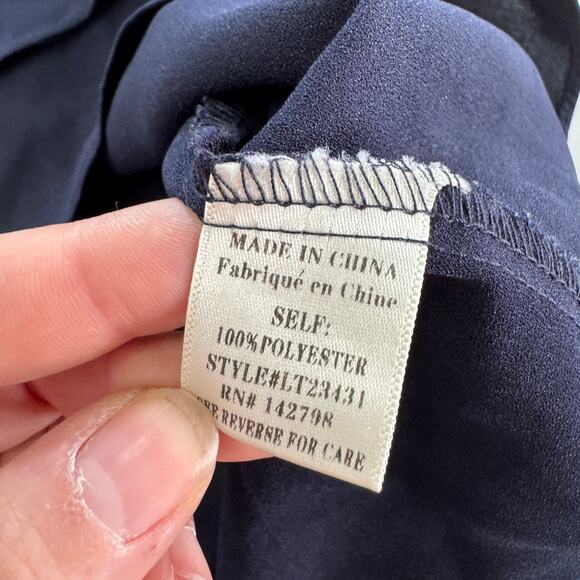 MADE IN CHINA
Fabriqué en Chine
SELF:
100%POLYESTER
STYLE#LT23431
RN# 142798
SEE REVERSE FOR CARE